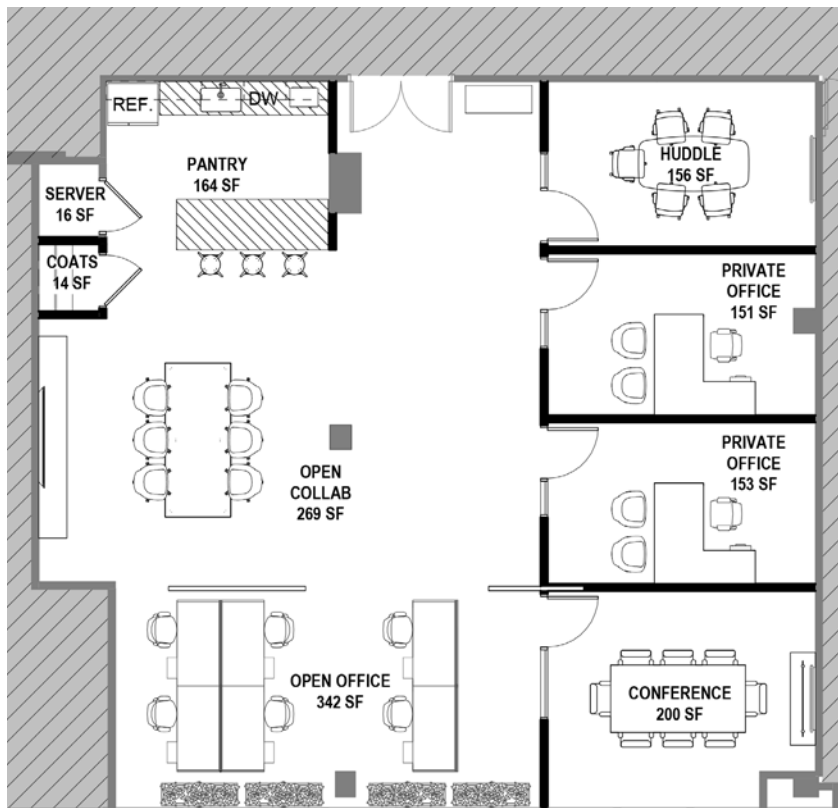 REF.
DW
PANTRY
164 SF
HUDDLE
156 SF
SERVER
16 SF
COATS
14 SF
PRIVATE
OFFICE
151 SF
PRIVATE
OFFICE
153 SF
OPEN
COLLAB
269 SF
OPEN OFFICE
342 SF
CONFERENCE
200 SF